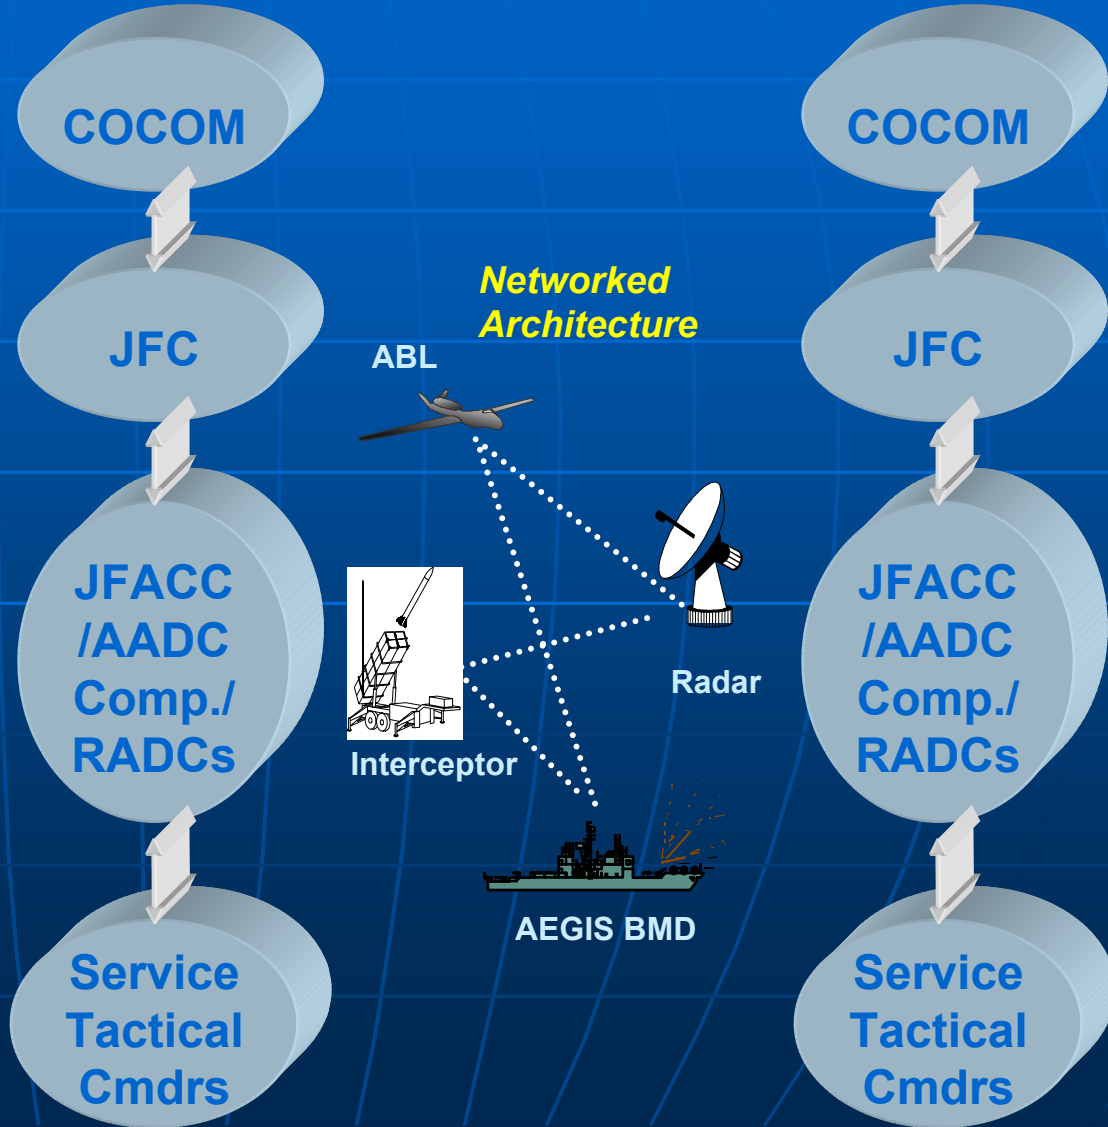 COCOM
JFC
JFACC
/AADC
Comp./
RADCs
Service
Tactical
Cmdrs
Networked
Architecture
ABL
Radar
Interceptor
AEGIS BMD
COCOM
JFC
JFACC
/AADC
Comp./
RADCs
Service
Tactical
Cmdrs